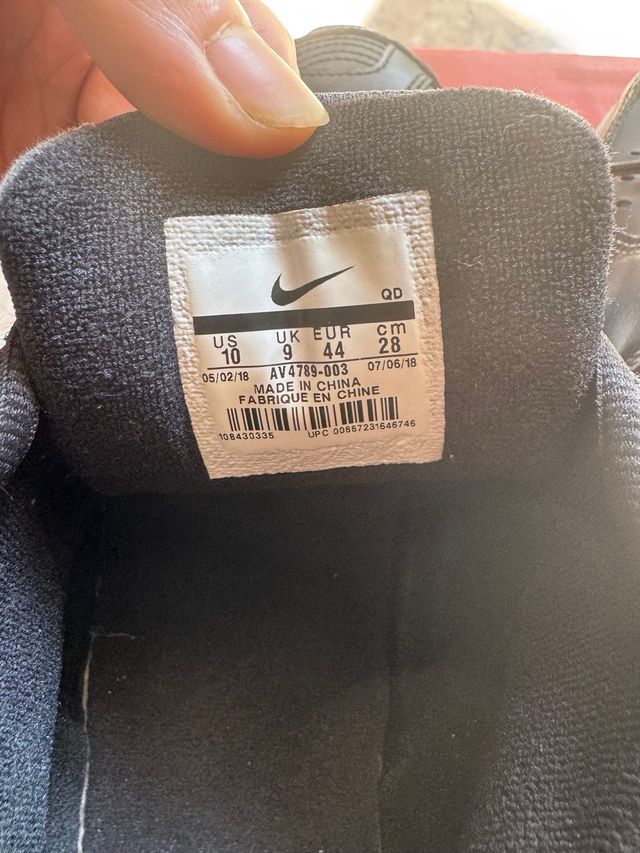 QD
US UK EUR cm
10 9 44 28
05/02/18 AV4789-003 07/06/18
MADE IN CHINA
FABRIQUE EN CHINE
108430335 UPC 00887231646746